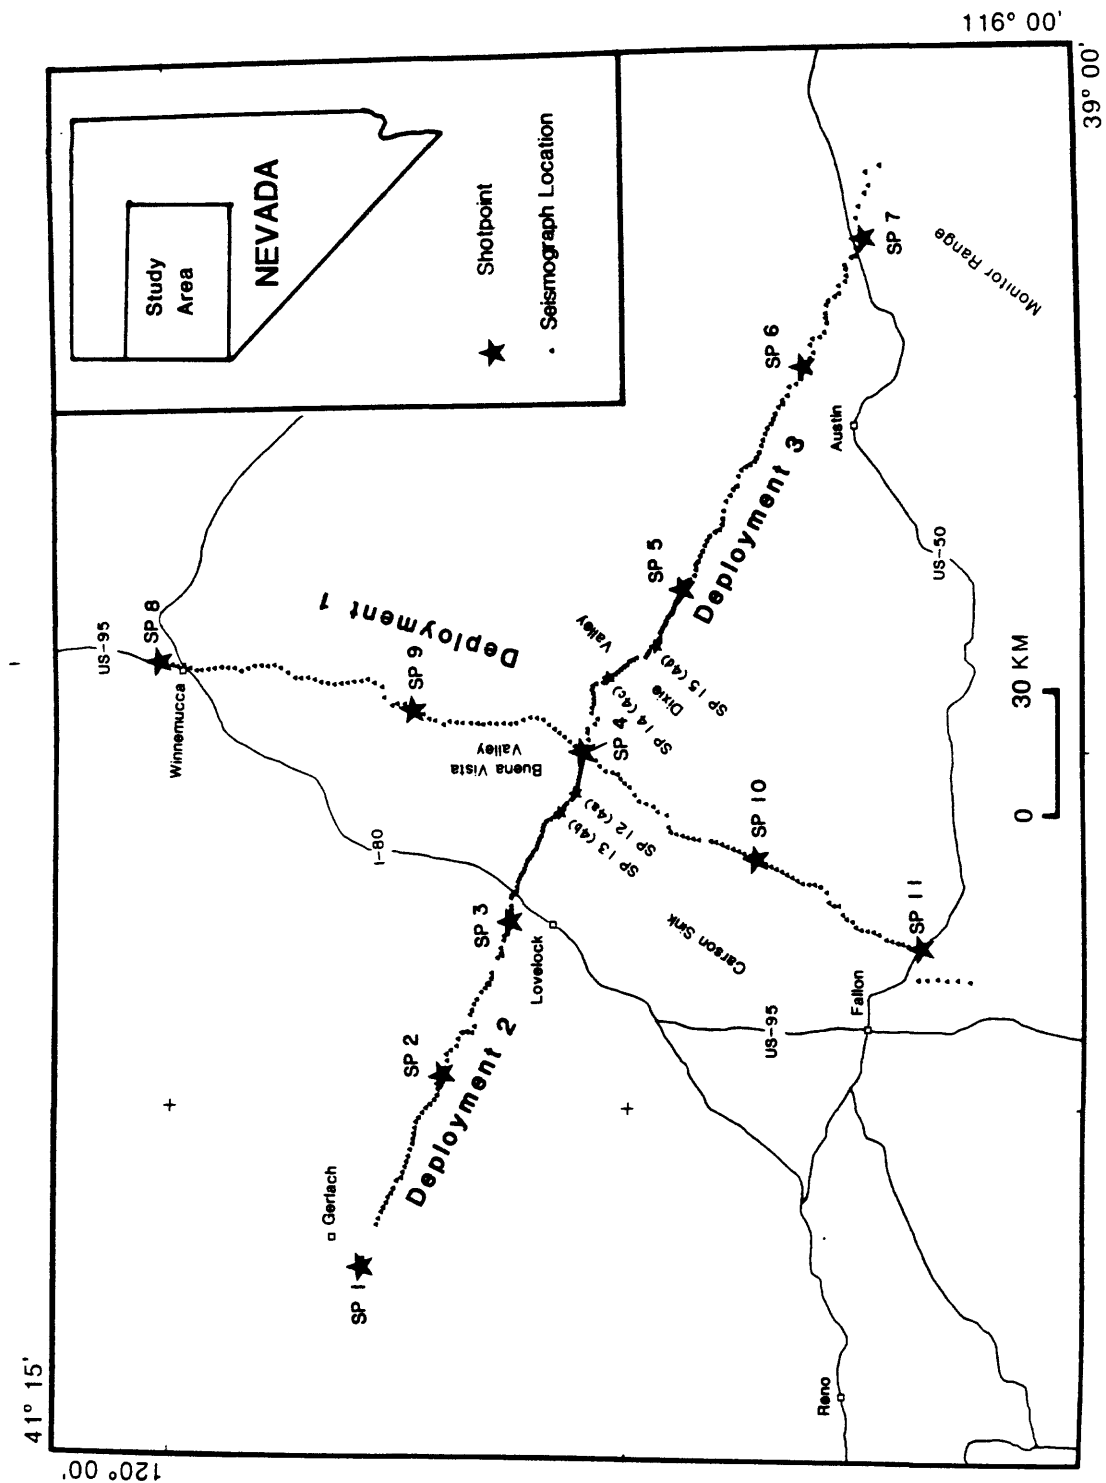 41° 15'
120° 00'
116° 00'
39° 00'
Study
Area
NEVADA
Shotpoint
Seismograph Location
US-95
SP 8
Winnemucca
I-80
Deployment 1
SP 9
Buena Vista
Valley
SP 4
Dixie
Valley
SP 14 (4c)
SP 15 (4d)
SP 12 (4a)
SP 13 (4b)
SP 5
Deployment 3
SP 6
SP 7
Monitor Range
Austin
US-50
SP 3
Lovelock
SP 2
Deployment 2
Gerlach
SP 1
SP 10
Carson Sink
SP 11
Fallon
US-95
Reno
0 30 KM